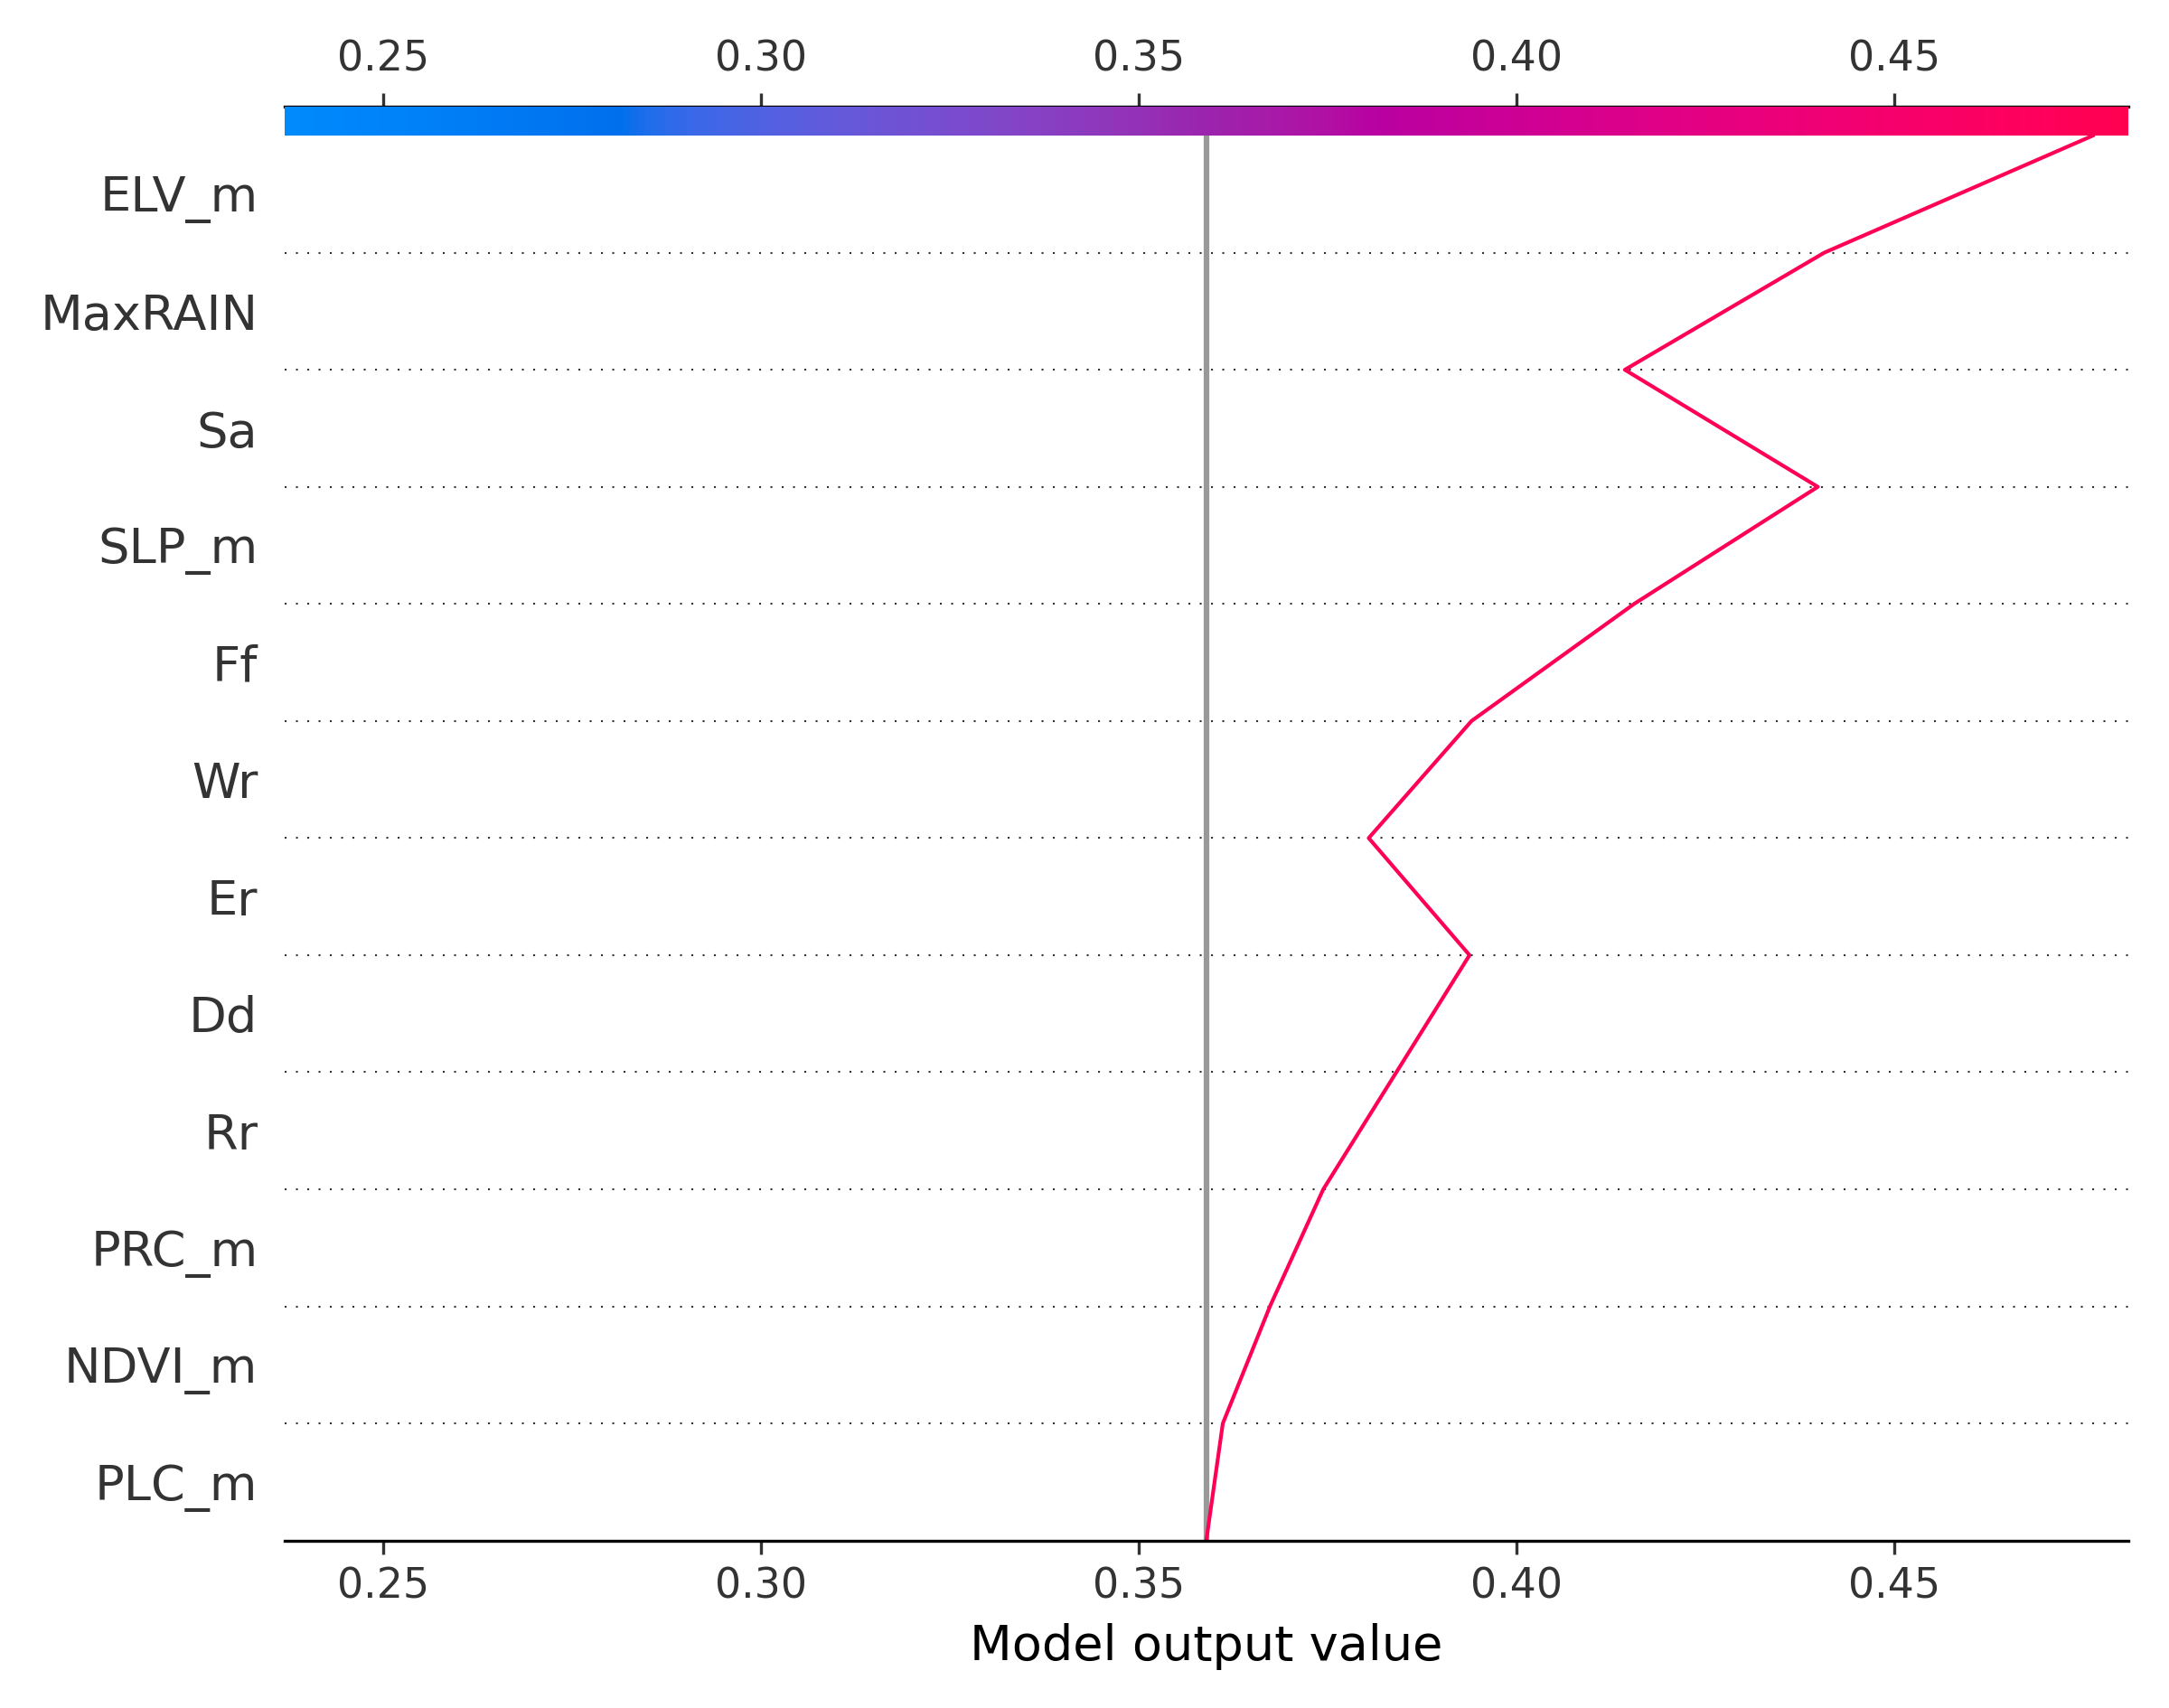 0.25 0.30 0.35 0.40 0.45
ELV_m
MaxRAIN
Sa
SLP_m
Ff
Wr
Er
Dd
Rr
PRC_m
NDVI_m
PLC_m
0.25 0.30 0.35 0.40 0.45
Model output value